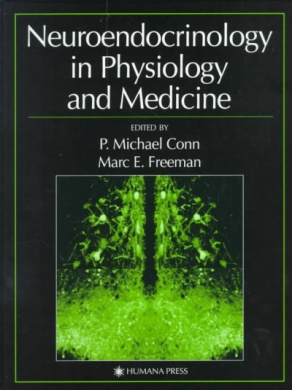 Neuroendocrinology
in Physiology
and Medicine
EDITED BY
P. Michael Conn
Marc E. Freeman
HUMANA PRESS